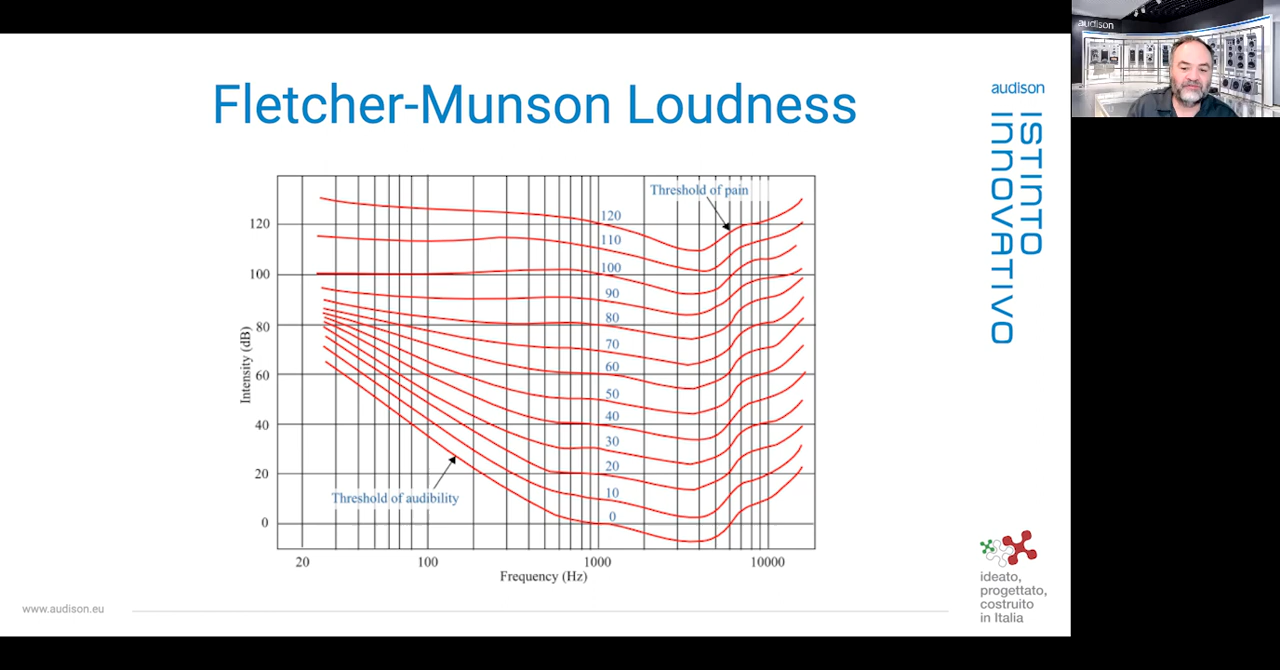 Fletcher-Munson Loudness
Threshold of pain
120
110
100
90
80
70
60
50
40
30
20
10
0
Threshold of audibility
120
100
80
60
40
20
0
Intensity (dB)
20 100 1000 10000
Frequency (Hz)
www.audison.eu
audison
ISTINTO
INNOVATIVO
ideato,
progettato,
costruito
in Italia
audison